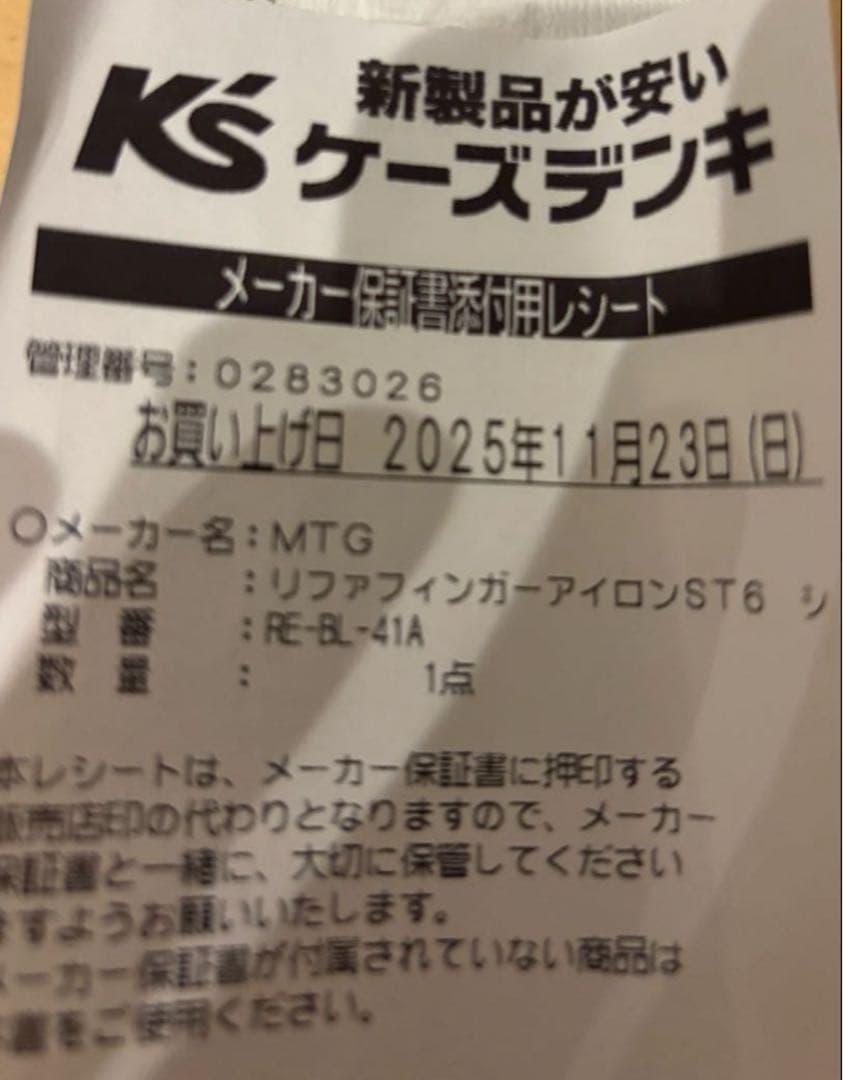 K's 新製品が安い
ケーズデンキ
メーカー保証書添付用レシート
管理番号：0283026
お買い上げ日 2025年11月23日(日)
○メーカー名：MTG
商品名 ：リファフィンガーアイロンST6 シ
型 番 ：RE-BL-41A
数 量 ： 1点
本レシートは、メーカー保証書に押印する
販売店印の代わりとなりますので、メーカー
保証書と一緒に、大切に保管してください
ますようお願いいたします。
メーカー保証書が付属されていない商品は
書をご使用ください。